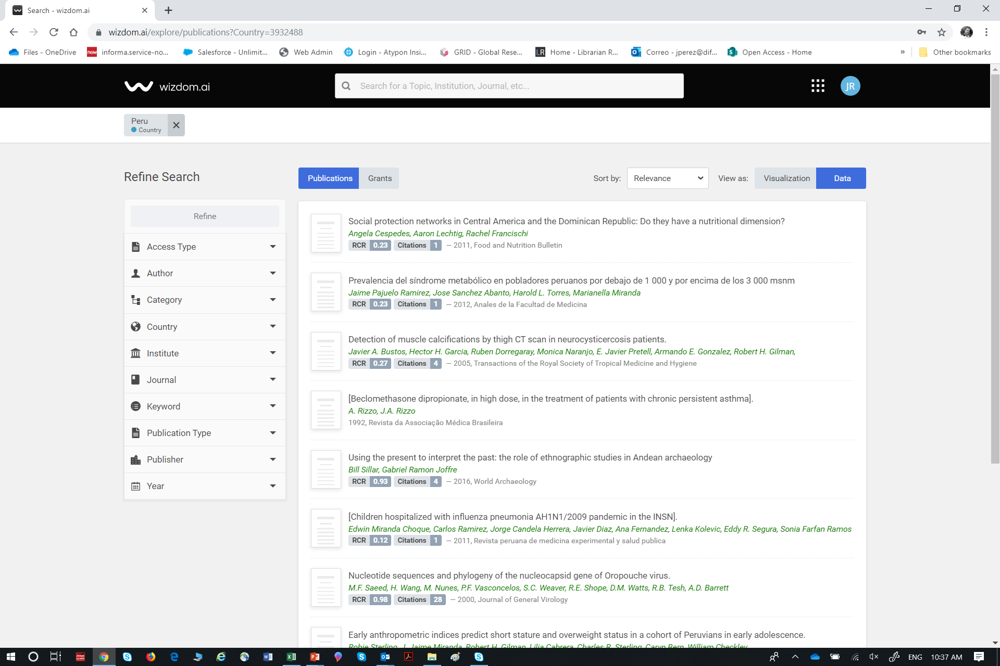 Search - wizdom.ai
wizdom.ai/explore/publications?Country=3932488
Files - OneDrive
informa.service-no...
Salesforce - Unlimit...
Web Admin
Login - Atypon Insi...
GRID - Global Rese...
LR Home - Librarian R...
Correo - jperez@dif...
Open Access - Home
» Other bookmarks
wizdom.ai
Search for a Topic, Institution, Journal, etc...
JR
Peru
Country
Refine Search
Publications Grants Sort by: Relevance View as: Visualization Data
Refine
Access Type
Author
Category
Country
Institute
Journal
Keyword
Publication Type
Publisher
Year
Social protection networks in Central America and the Dominican Republic: Do they have a nutritional dimension?
Angela Cespedes, Aaron Lechtig, Rachel Francischi
RCR 0.23 Citations 1 — 2011, Food and Nutrition Bulletin
Prevalencia del síndrome metabólico en pobladores peruanos por debajo de 1 000 y por encima de los 3 000 msnm
Jaime Pajuelo Ramirez, Jose Sanchez Abanto, Harold L. Torres, Marianella Miranda
RCR 0.23 Citations 1 — 2012, Anales de la Facultad de Medicina
Detection of muscle calcifications by thigh CT scan in neurocysticercosis patients.
Javier A. Bustos, Hector H. Garcia, Ruben Dorregaray, Monica Naranjo, E. Javier Pretell, Armando E. Gonzalez, Robert H. Gilman,
RCR 0.27 Citations 4 — 2005, Transactions of the Royal Society of Tropical Medicine and Hygiene
[Beclomethasone dipropionate, in high dose, in the treatment of patients with chronic persistent asthma].
A. Rizzo, J.A. Rizzo
1992, Revista da Associação Médica Brasileira
Using the present to interpret the past: the role of ethnographic studies in Andean archaeology
Bill Sillar, Gabriel Ramon Joffre
RCR 0.93 Citations 4 — 2016, World Archaeology
[Children hospitalized with influenza pneumonia AH1N1/2009 pandemic in the INSN].
Edwin Miranda Choque, Carlos Ramirez, Jorge Candela Herrera, Javier Diaz, Ana Fernandez, Lenka Kolevic, Eddy R. Segura, Sonia Farfan Ramos
RCR 0.12 Citations 1 — 2011, Revista peruana de medicina experimental y salud publica
Nucleotide sequences and phylogeny of the nucleocapsid gene of Oropouche virus.
M.F. Saeed, H. Wang, M. Nunes, P.F. Vasconcelos, S.C. Weaver, R.E. Shope, D.M. Watts, R.B. Tesh, A.D. Barrett
RCR 0.98 Citations 28 — 2000, Journal of General Virology
Early anthropometric indices predict short stature and overweight status in a cohort of Peruvians in early adolescence.
Robie Sterling, J. Jaime Miranda, Robert H. Gilman, Lilia Cabrera, Charles R. Sterling, Caryn Bern, William Checkley
ENG 10:37 AM